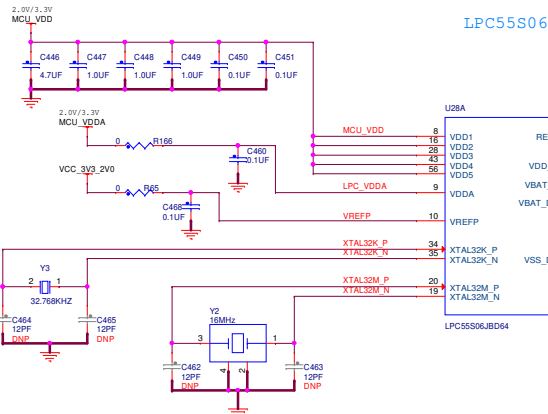 2.0V/3.3V
MCU_VDD
LPC55S06
C446
C447
C448
C449
C450
C451
4.7UF
1.0UF
1.0UF
1.0UF
0.1UF
0.1UF
2.0V/3.3V
MCU_VDDA
U28A
0
R166
MCU_VDD
8
VDD1
RE
16
VDD2
28
VDD3
43
VDD4
VDD_
56
VDD5
C460
0.1UF
VCC_3V3_2V0
0
R65
LPC_VDDA
9
VDDA
VBAT_
VBAT_D
C468
0.1UF
VREFP
10
VREFP
XTAL32K_P
34
XTAL32K_P
XTAL32K_N
35
XTAL32K_N
VSS_D
Y3
2
1
32.768KHZ
XTAL32M_P
20
XTAL32M_P
XTAL32M_N
19
XTAL32M_N
C464
12PF
DNP
C465
12PF
DNP
Y2
16MHz
3
1
LPC55S06JBD64
C462
12PF
DNP
4
2
C463
12PF
DNP